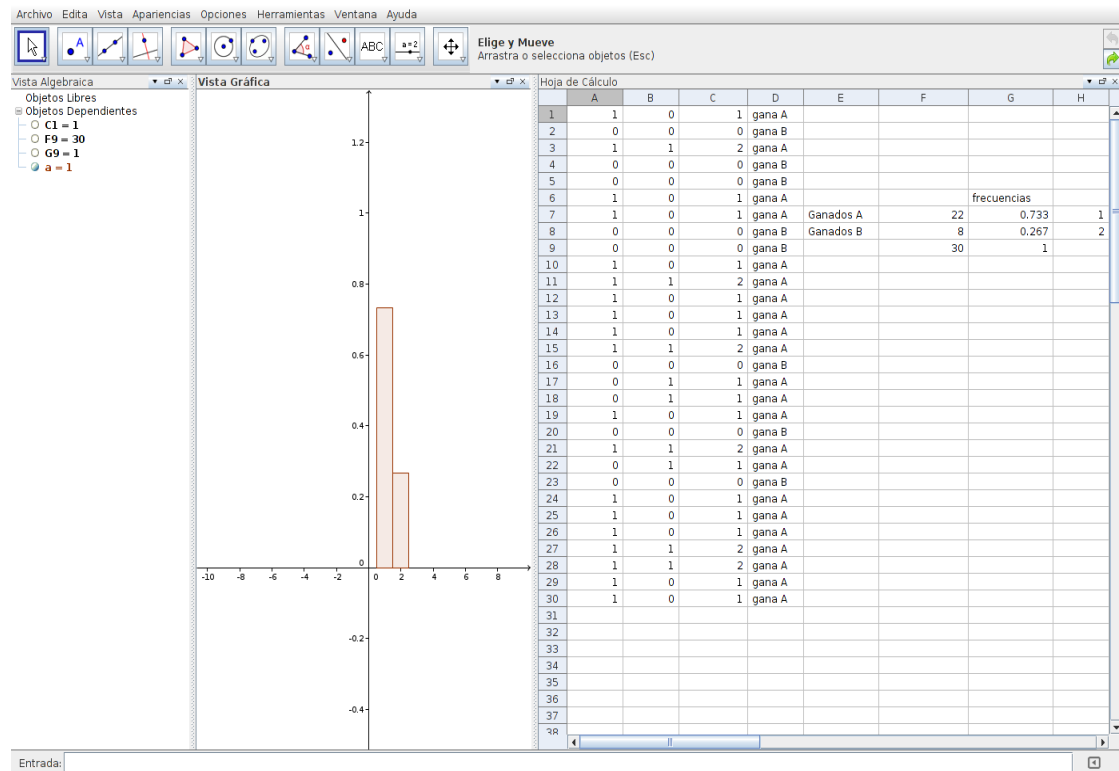 Archivo Edita Vista Apariencias Opciones Herramientas Ventana Ayuda
A α ABC a=2
Elige y Mueve
Arrastra o selecciona objetos (Esc)
Vista Algebraica
Objetos Libres
Objetos Dependientes
C1 = 1
F9 = 30
G9 = 1
a = 1
Vista Gráfica
1.2
1
0.8
0.6
0.4
0.2
0
-10 -8 -6 -4 -2 0 2 4 6 8
-0.2
-0.4
Hoja de Cálculo
A B C D E F G H
1 1 0 1 gana A
2 0 0 0 gana B
3 1 1 2 gana A
4 0 0 0 gana B
5 0 0 0 gana B
6 1 0 1 gana A frecuencias
7 1 0 1 gana A Ganados A 22 0.733 1
8 0 0 0 gana B Ganados B 8 0.267 2
9 0 0 0 gana B 30 1
10 1 0 1 gana A
11 1 1 2 gana A
12 1 0 1 gana A
13 1 0 1 gana A
14 1 0 1 gana A
15 1 1 2 gana A
16 0 0 0 gana B
17 0 1 1 gana A
18 0 1 1 gana A
19 1 0 1 gana A
20 0 0 0 gana B
21 1 1 2 gana A
22 0 1 1 gana A
23 0 0 0 gana B
24 1 0 1 gana A
25 1 0 1 gana A
26 1 0 1 gana A
27 1 1 2 gana A
28 1 1 2 gana A
29 1 0 1 gana A
30 1 0 1 gana A
31
32
33
34
35
36
37
38
Entrada: